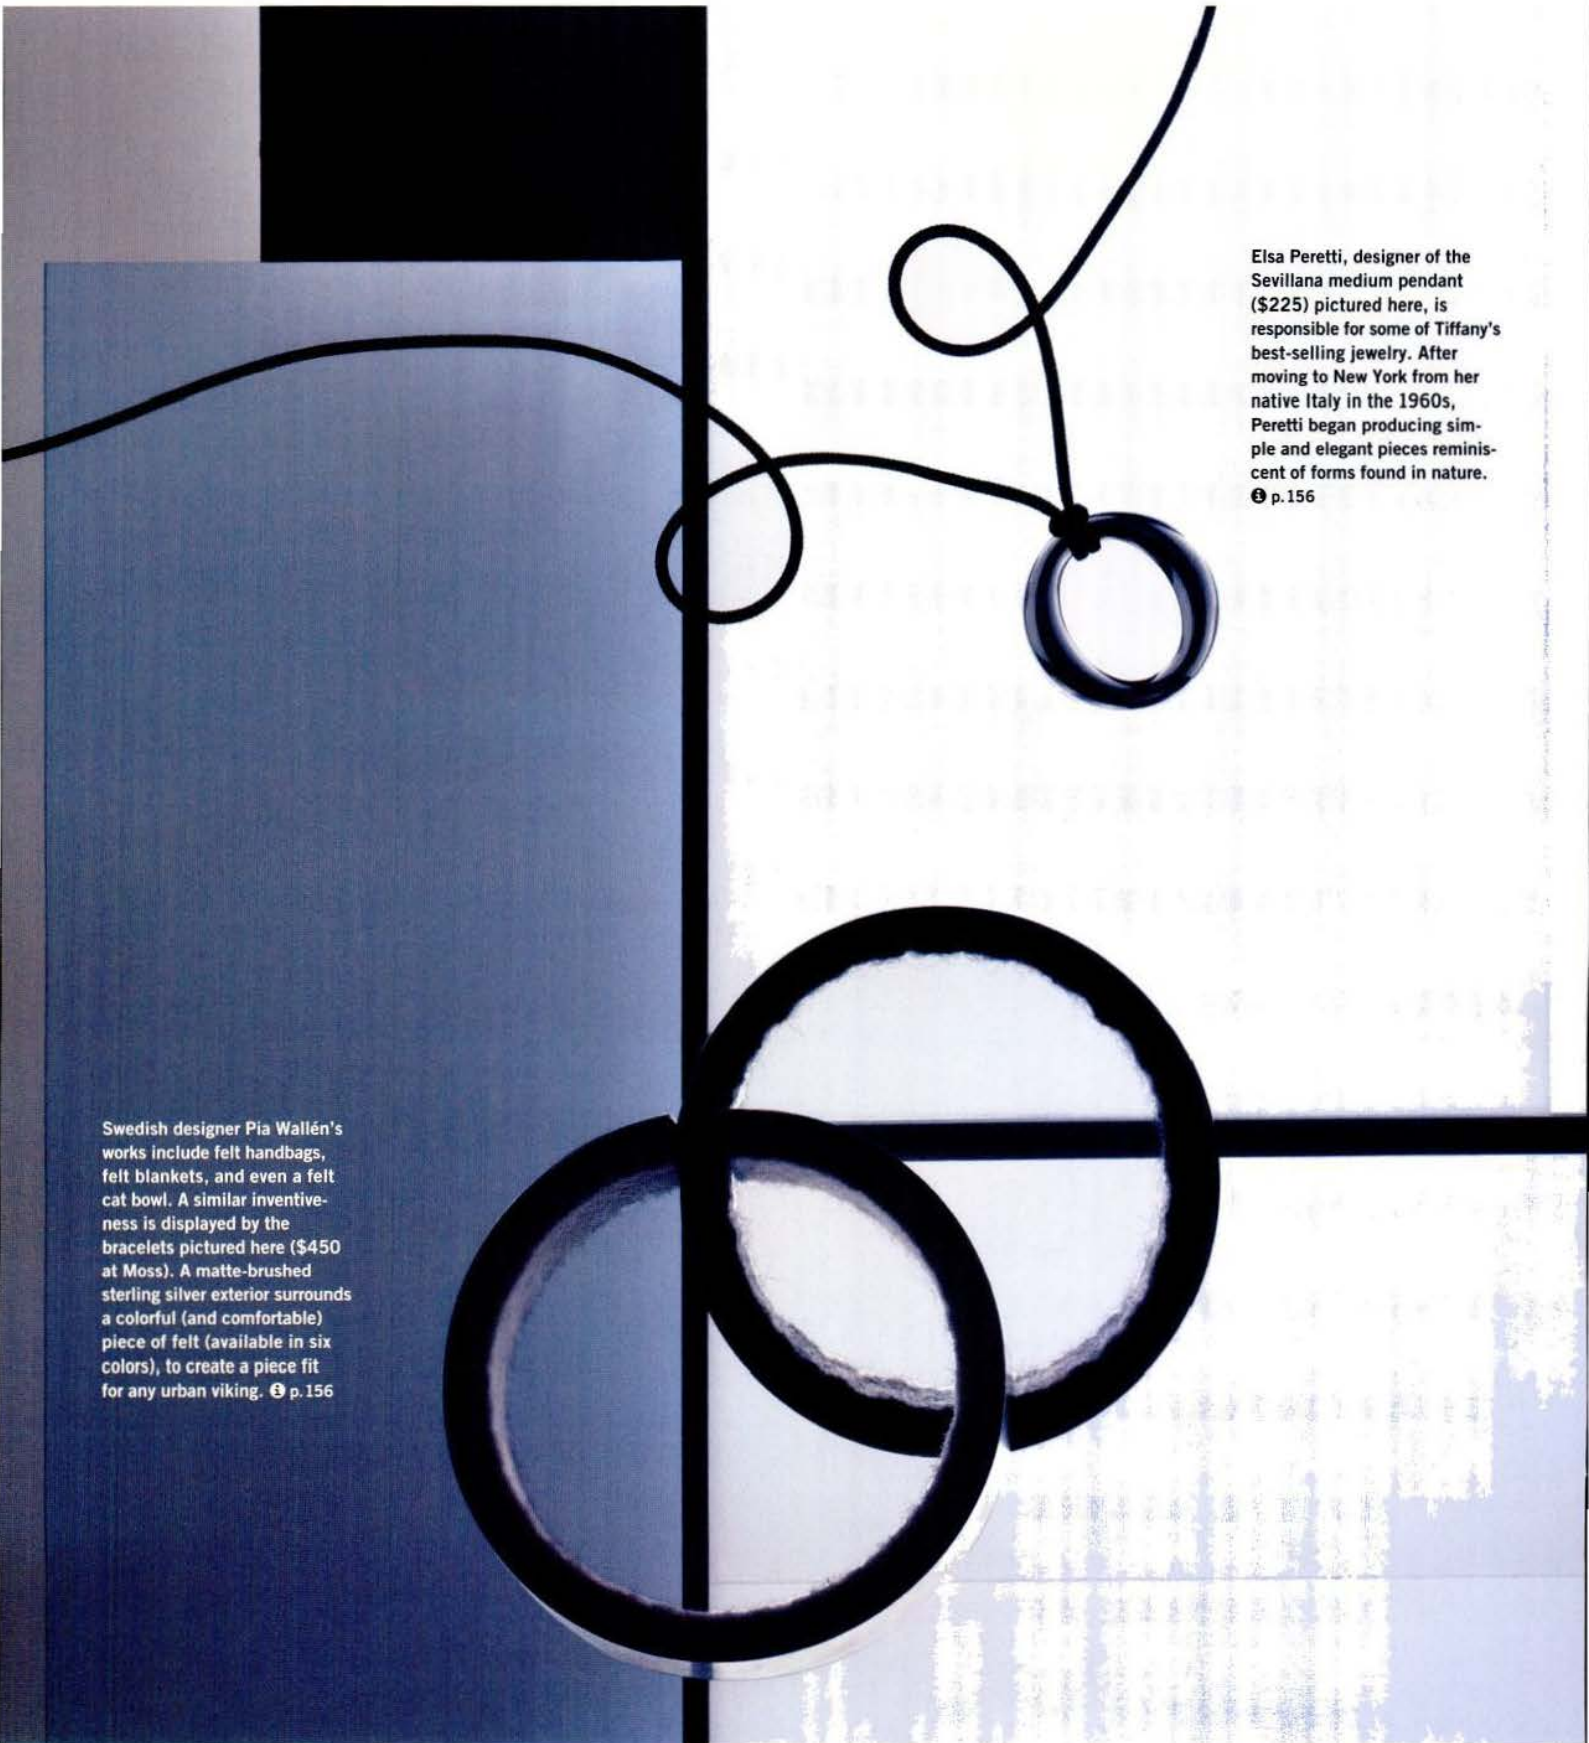 Elsa Peretti, designer of the
Sevillana medium pendant
($225) pictured here, is
responsible for some of Tiffany's
best-selling jewelry. After
moving to New York from her
native Italy in the 1960s,
Peretti began producing sim-
ple and elegant pieces reminis-
cent of forms found in nature.
p.156
Swedish designer Pia Wallén's
works include felt handbags,
felt blankets, and even a felt
cat bowl. A similar inventive-
ness is displayed by the
bracelets pictured here ($450
at Moss). A matte-brushed
sterling silver exterior surrounds
a colorful (and comfortable)
piece of felt (available in six
colors), to create a piece fit
for any urban viking. p.156